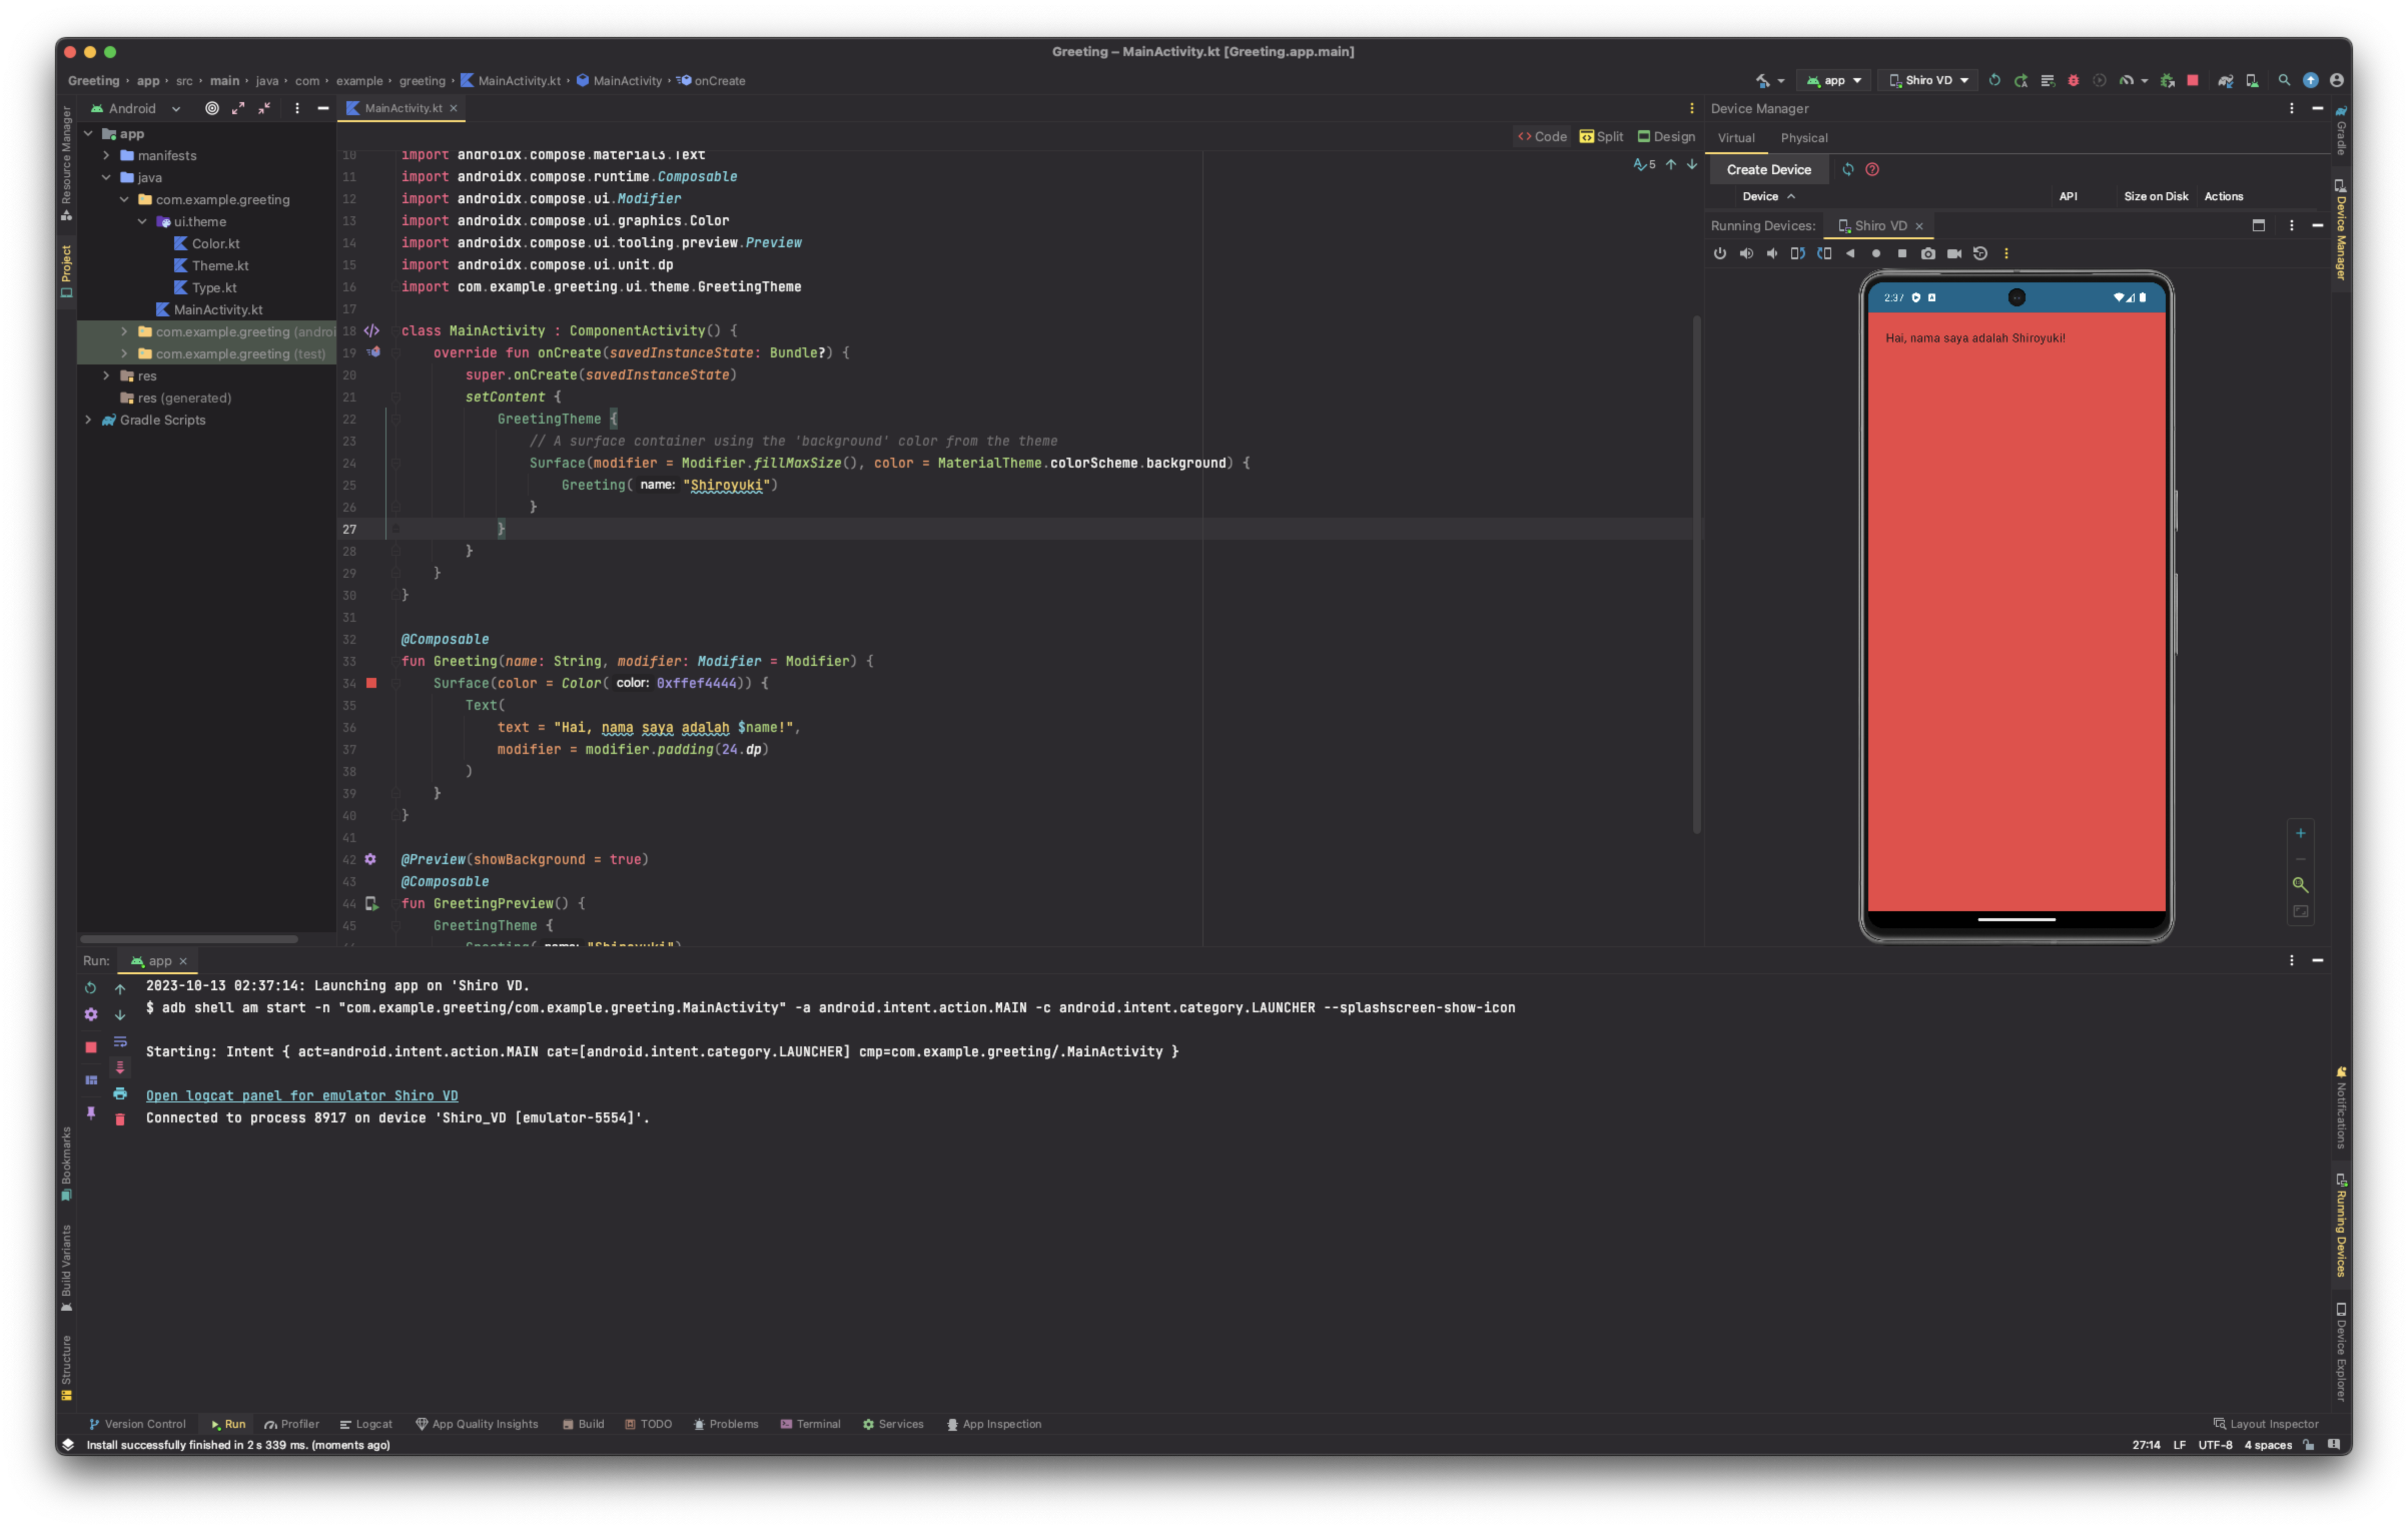 Greeting – MainActivity.kt [Greeting.app.main]
Greeting app src main java com example greeting MainActivity.kt MainActivity onCreate
app Shiro VD
Resource Manager
Project
Android
app
manifests
java
com.example.greeting
ui.theme
Color.kt
Theme.kt
Type.kt
MainActivity.kt
com.example.greeting (androi
com.example.greeting (test)
res
res (generated)
Gradle Scripts
MainActivity.kt
Code Split Design
5
10 import androidx.compose.material3.Text
11 import androidx.compose.runtime.Composable
12 import androidx.compose.ui.Modifier
13 import androidx.compose.ui.graphics.Color
14 import androidx.compose.ui.tooling.preview.Preview
15 import androidx.compose.ui.unit.dp
16 import com.example.greeting.ui.theme.GreetingTheme
17
18 class MainActivity : ComponentActivity() {
19 override fun onCreate(savedInstanceState: Bundle?) {
20 super.onCreate(savedInstanceState)
21 setContent {
22 GreetingTheme {
23 // A surface container using the 'background' color from the theme
24 Surface(modifier = Modifier.fillMaxSize(), color = MaterialTheme.colorScheme.background) {
25 Greeting( name: "Shiroyuki")
26 }
27 }
28 }
29 }
30 }
31
32 @Composable
33 fun Greeting(name: String, modifier: Modifier = Modifier) {
34 Surface(color = Color( color: 0xffef4444)) {
35 Text(
36 text = "Hai, nama saya adalah $name!",
37 modifier = modifier.padding(24.dp)
38 )
39 }
40 }
41
42 @Preview(showBackground = true)
43 @Composable
44 fun GreetingPreview() {
45 GreetingTheme {
Greeting( name: "Shiroyuki")
Device Manager
Virtual Physical
Create Device
Device API Size on Disk Actions
Running Devices: Shiro VD
2:37
Hai, nama saya adalah Shiroyuki!
Gradle
Device Manager
Notifications
Running Devices
Device Explorer
Run: app
2023-10-13 02:37:14: Launching app on 'Shiro VD.
$ adb shell am start -n "com.example.greeting/com.example.greeting.MainActivity" -a android.intent.action.MAIN -c android.intent.category.LAUNCHER --splashscreen-show-icon
Starting: Intent { act=android.intent.action.MAIN cat=[android.intent.category.LAUNCHER] cmp=com.example.greeting/.MainActivity }
Open logcat panel for emulator Shiro VD
Connected to process 8917 on device 'Shiro_VD [emulator-5554]'.
Bookmarks
Build Variants
Structure
Version Control Run Profiler Logcat App Quality Insights Build TODO Problems Terminal Services App Inspection Layout Inspector
Install successfully finished in 2 s 339 ms. (moments ago) 27:14 LF UTF-8 4 spaces